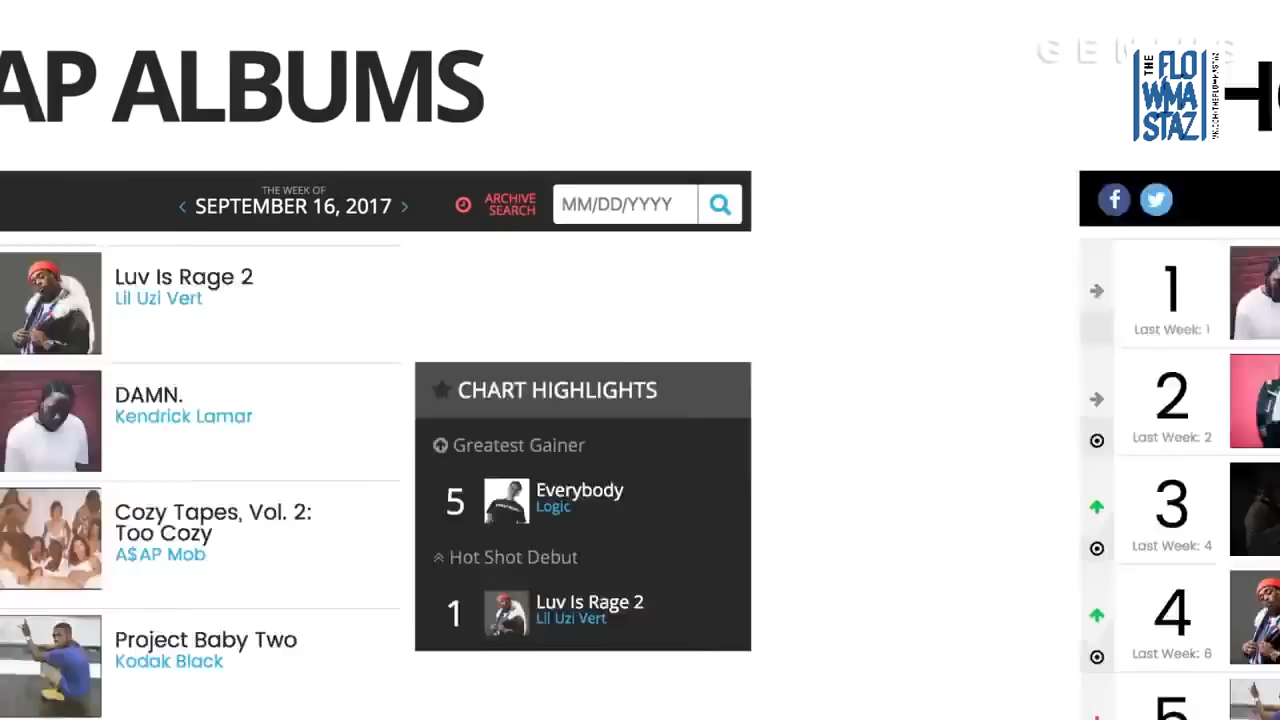 AP ALBUMS
GENIUS
THE
FLO
WMA
STAZ
THE WEEK OF
SEPTEMBER 16, 2017
ARCHIVE
SEARCH
MM/DD/YYYY
Luv Is Rage 2
Lil Uzi Vert
DAMN.
Kendrick Lamar
Cozy Tapes, Vol. 2:
Too Cozy
A$AP Mob
Project Baby Two
Kodak Black
CHART HIGHLIGHTS
Greatest Gainer
5
Everybody
Logic
Hot Shot Debut
1
Luv Is Rage 2
Lil Uzi Vert
1
Last Week: 1
2
Last Week: 2
3
Last Week: 4
4
Last Week: 6
5